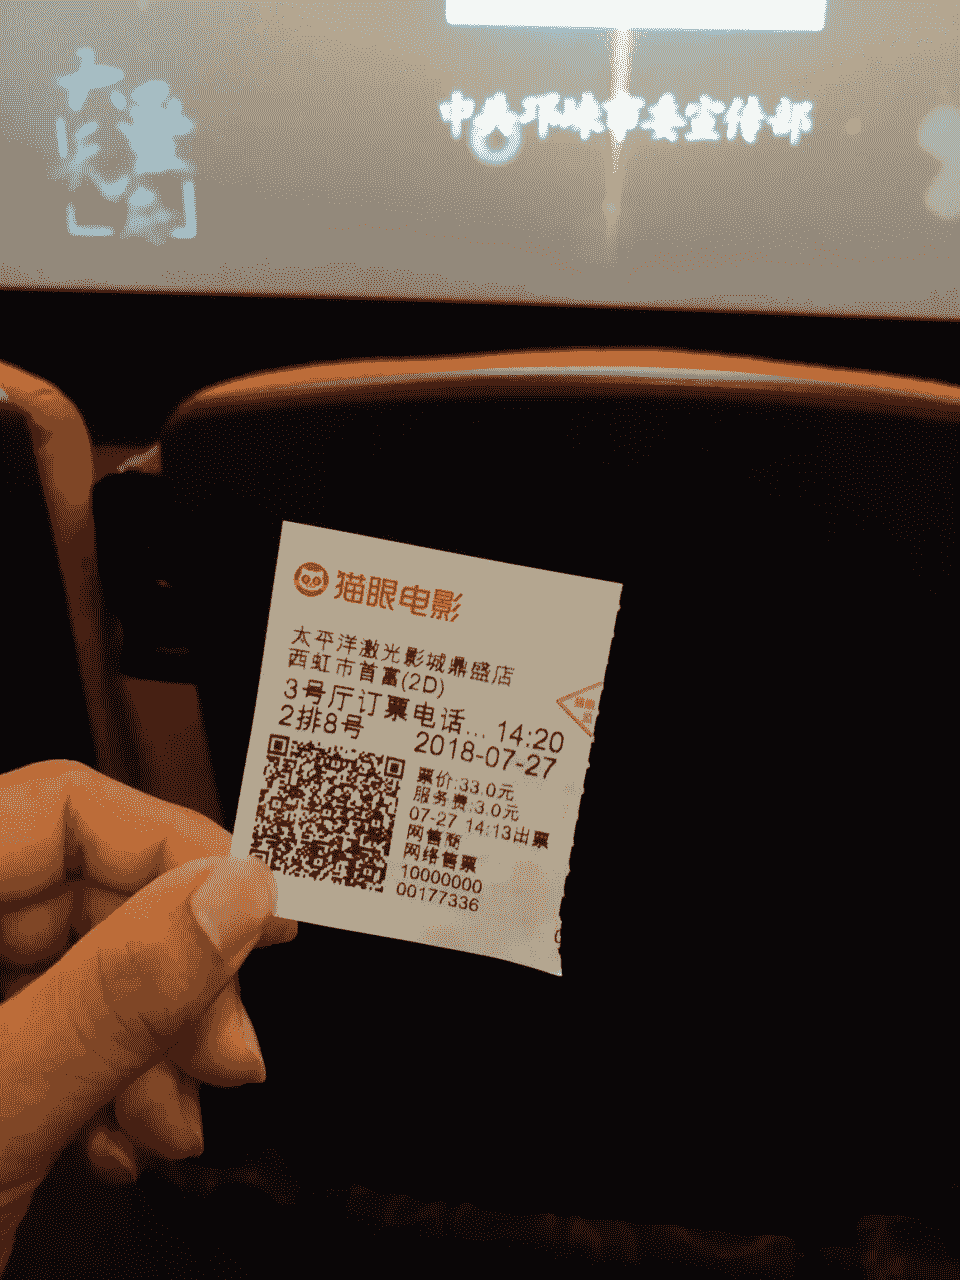 中央环球事务宣传部
猫眼电影
太平洋激光影城鼎盛店
西虹市首富(2D)
3号厅订票电话... 14:20
2排8号 2018-07-27
票价:33.0元
服务费:3.0元
07-27 14:13出票
网售商
网络售票
10000000
00177336